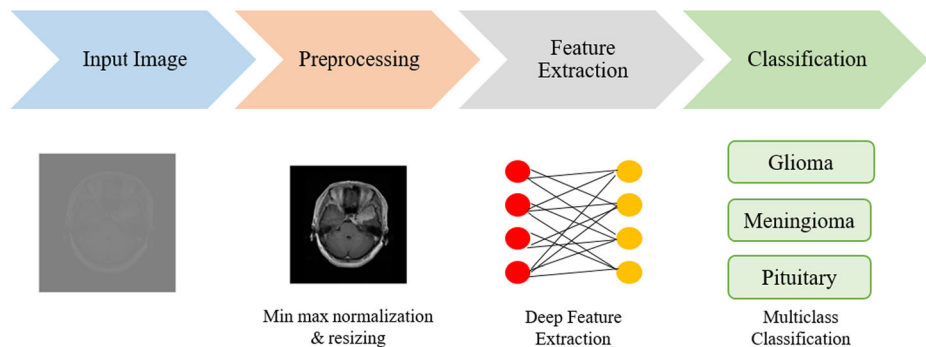 Input Image
Preprocessing
Feature
Extraction
Classification
Glioma
Meningioma
Pituitary
Min max normalization
& resizing
Deep Feature
Extraction
Multiclass
Classification